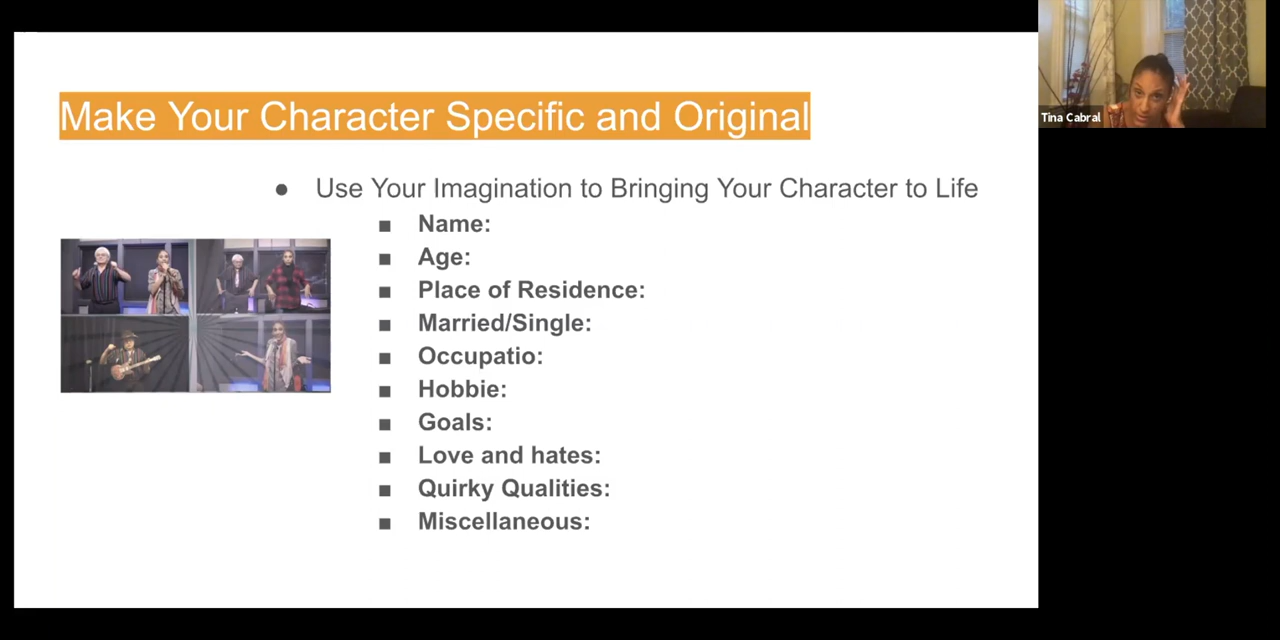 Make Your Character Specific and Original
Use Your Imagination to Bringing Your Character to Life
Name:
Age:
Place of Residence:
Married/Single:
Occupatio:
Hobbie:
Goals:
Love and hates:
Quirky Qualities:
Miscellaneous:
Tina Cabral